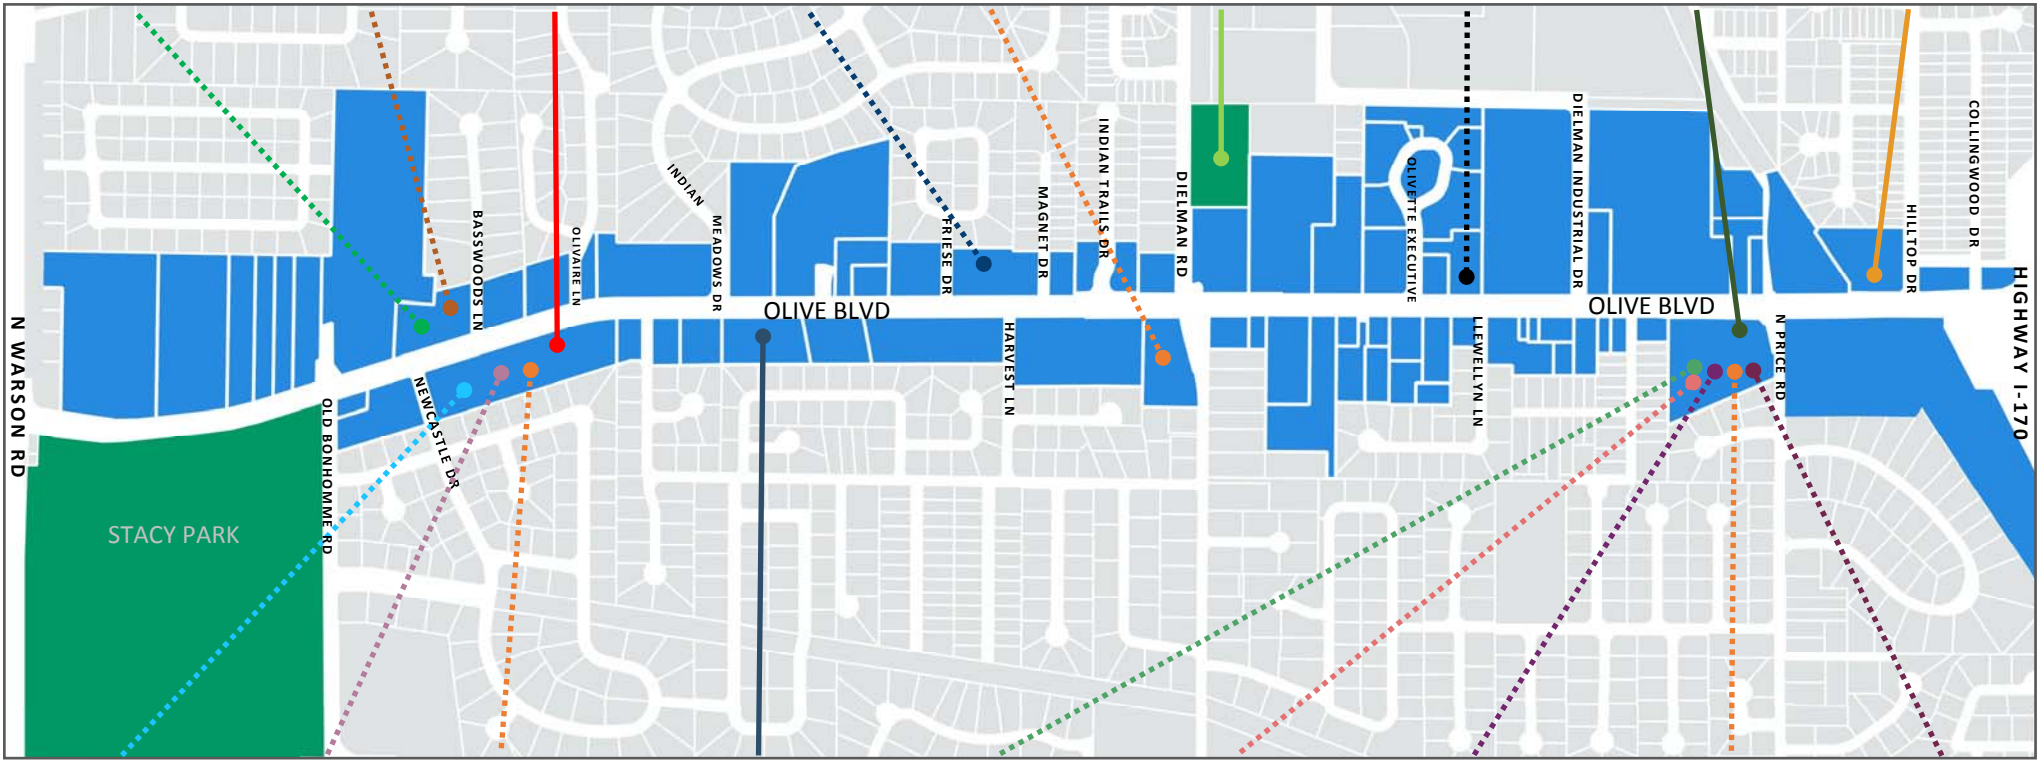 N WARSON RD
STACY PARK
OLD BONHOMME RD
NEWCASTLE DR
BASSWOODS LN
OLIVAIRE LN
INDIAN
MEADOWS DR
OLIVE BLVD
FRIESE DR
HARVEST LN
MAGNET DR
INDIAN TRAILS DR
DIELMAN RD
OLIVETTE EXECUTIVE
LLEWELLYN LN
DIELMAN INDUSTRIAL DR
OLIVE BLVD
N PRICE RD
HILLTOP DR
COLLINGWOOD DR
HIGHWAY I-170